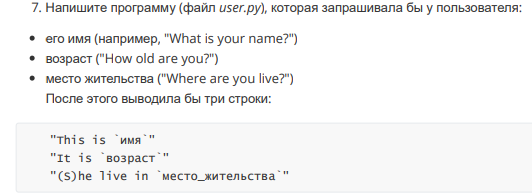 7. Напишите программу (файл user.py), которая запрашивала бы у пользователя:
• его имя (например, "What is your name?")
• возраст ("How old are you?")
• место жительства ("Where are you live?")
После этого выводила бы три строки:
"This is `имя`"
"It is `возраст`"
"(S)he live in `место_жительства`"